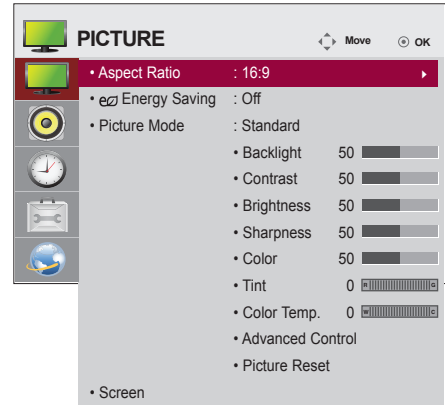 PICTURE Move OK
• Aspect Ratio : 16:9
• Energy Saving : Off
• Picture Mode : Standard
• Backlight 50
• Contrast 50
• Brightness 50
• Sharpness 50
• Color 50
• Tint 0 R G
• Color Temp. 0 W C
• Advanced Control
• Picture Reset
• Screen